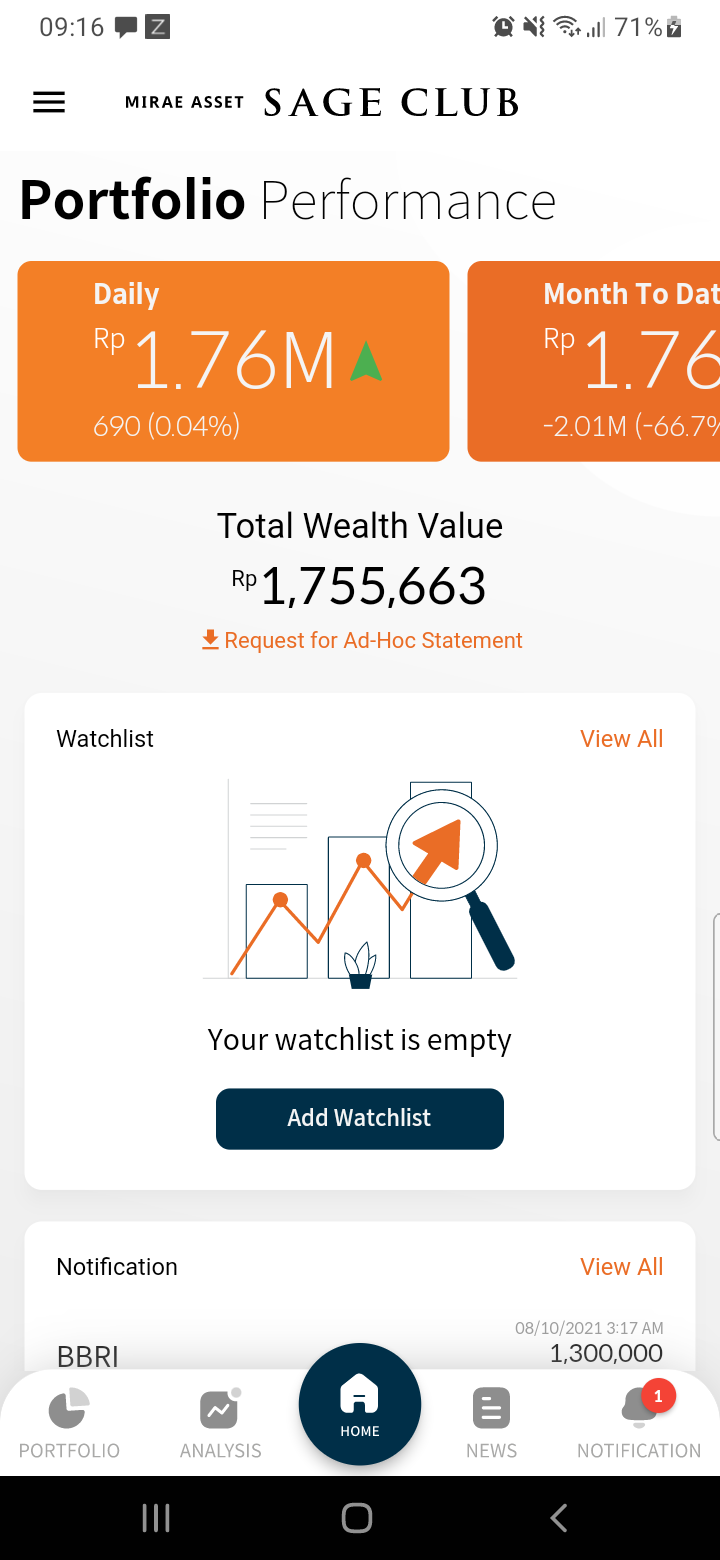 09:16 Z 71%
MIRAE ASSET SAGE CLUB
Portfolio Performance
Daily
Rp 1.76M
690 (0.04%)
Month To Dat
Rp 1.76
-2.01M (-66.7%
Total Wealth Value
Rp 1,755,663
Request for Ad-Hoc Statement
Watchlist View All
Your watchlist is empty
Add Watchlist
Notification View All
08/10/2021 3:17 AM
BBRI 1,300,000
PORTFOLIO
ANALYSIS
HOME
NEWS
1
NOTIFICATION